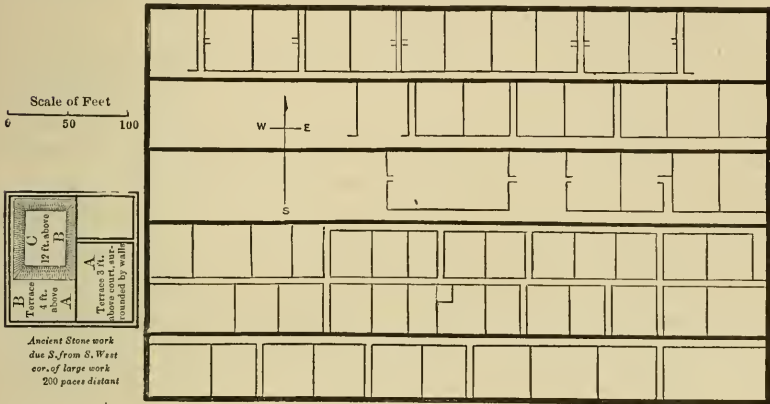 Scale of Feet
0 50 100
W E
S
C
12 ft. above
B
B
Terrace
4 ft.
above
A
A
Terrace 3 ft.
above court, sur-
rounded by walls
Ancient Stone work
due S. from S. West
cor. of large work
200 paces distant